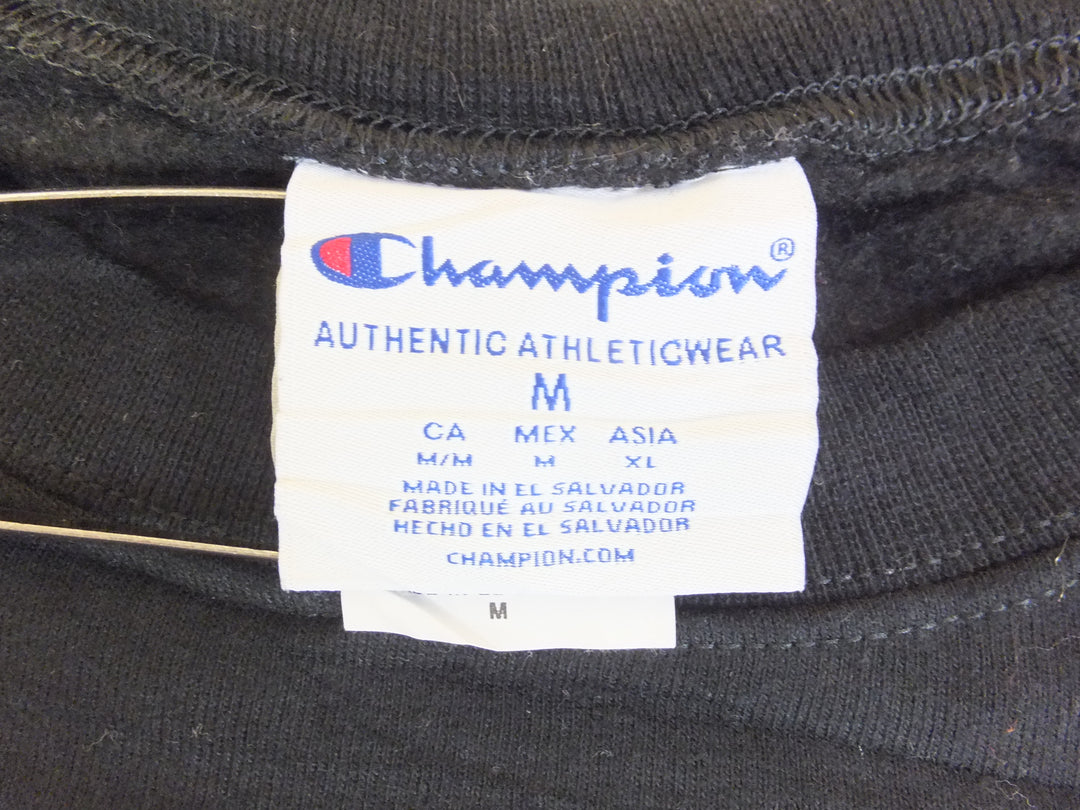 Champion®
AUTHENTIC ATHLETICWEAR
M
CA MEX ASIA
M/M M XL
MADE IN EL SALVADOR
FABRIQUÉ AU SALVADOR
HECHO EN EL SALVADOR
CHAMPION.COM
M